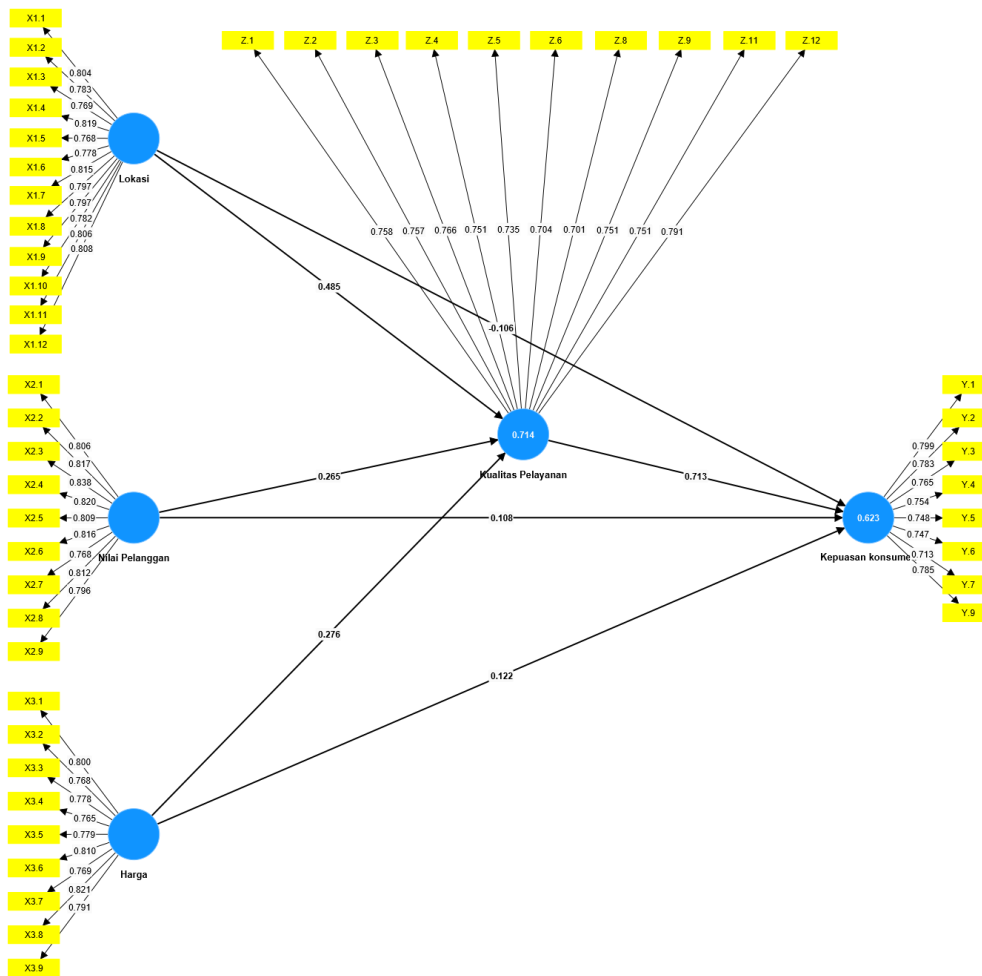 X1.1
X1.2
X1.3
X1.4
X1.5
X1.6
X1.7
X1.8
X1.9
X1.10
X1.11
X1.12
0.804
0.783
0.769
0.819
0.768
0.778
0.815
0.797
0.797
0.782
0.806
0.808
Lokasi
Z.1
Z.2
Z.3
Z.4
Z.5
Z.6
Z.8
Z.9
Z.11
Z.12
0.758
0.757
0.766
0.751
0.735
0.704
0.701
0.751
0.751
0.791
0.485
-0.106
X2.1
X2.2
X2.3
X2.4
X2.5
X2.6
X2.7
X2.8
X2.9
0.806
0.817
0.838
0.820
0.809
0.816
0.768
0.812
0.796
Nilai Pelanggan
0.714
Kualitas Pelayanan
0.265
0.713
0.108
0.623
Kepuasan konsume
Y.1
Y.2
Y.3
Y.4
Y.5
Y.6
Y.7
Y.9
0.799
0.783
0.765
0.754
0.748
0.747
0.713
0.785
0.276
0.122
X3.1
X3.2
X3.3
X3.4
X3.5
X3.6
X3.7
X3.8
X3.9
0.800
0.768
0.778
0.765
0.779
0.810
0.769
0.821
0.791
Harga